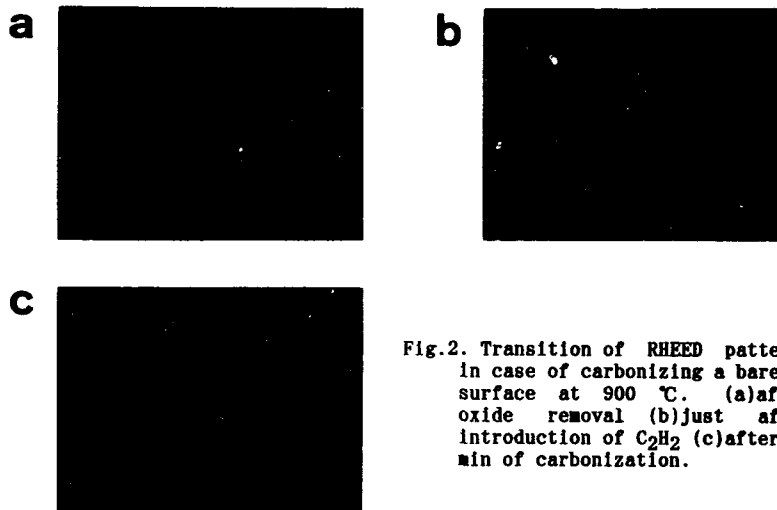 a
b
c
Fig.2. Transition of RHEED patte
in case of carbonizing a bare
surface at 900 ℃. (a)af
oxide removal (b)just af
introduction of C2H2 (c)after
min of carbonization.